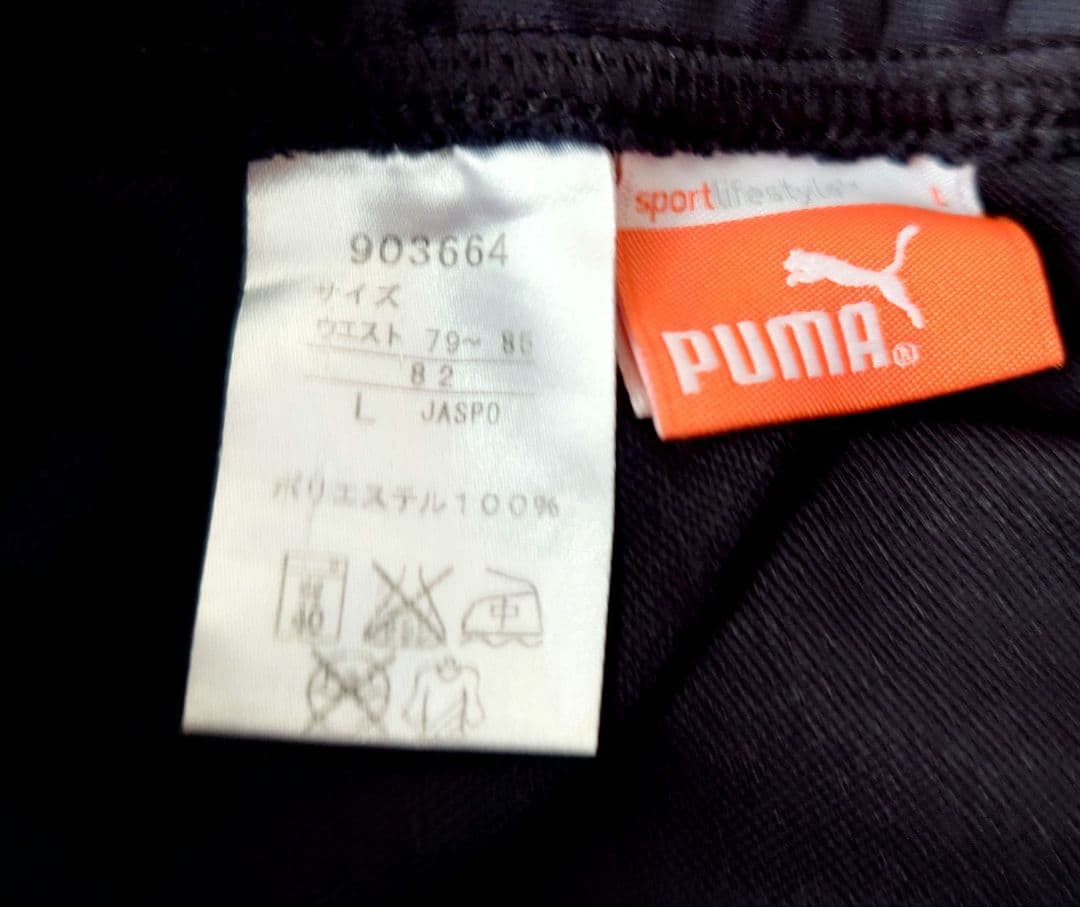 903664
サイズ
ウエスト 79~ 85
82
L JASPO
ポリエステル100%
40
中
sportlifestyle
L
PUMA